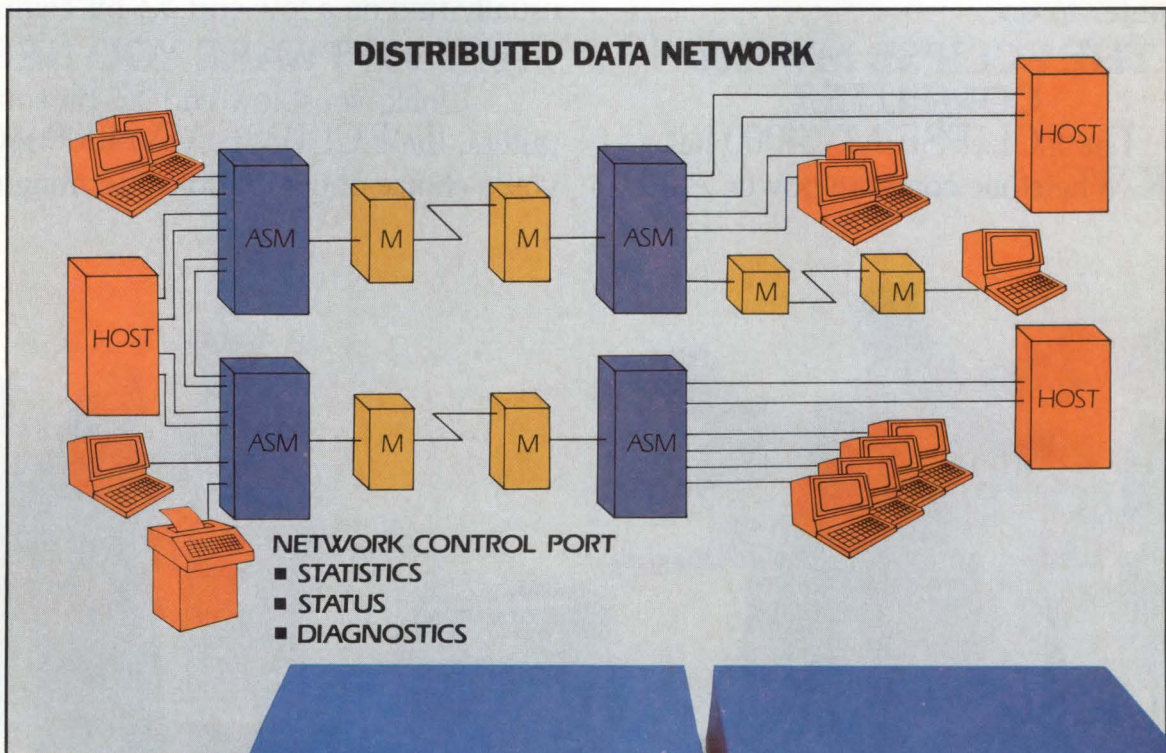 DISTRIBUTED DATA NETWORK
HOST
ASM
M
M
ASM
M
M
HOST
ASM
M
M
ASM
HOST
NETWORK CONTROL PORT
■ STATISTICS
■ STATUS
■ DIAGNOSTICS